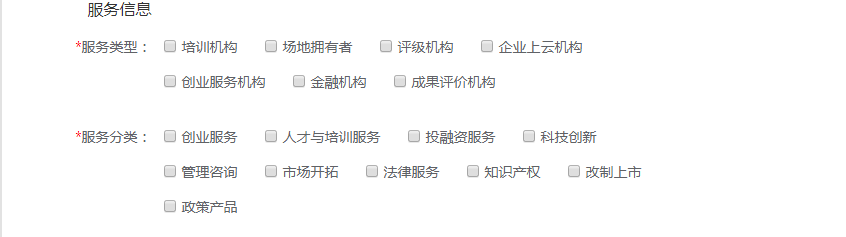 服务信息
*服务类型： 培训机构 场地拥有者 评级机构 企业上云机构
创业服务机构 金融机构 成果评价机构
*服务分类： 创业服务 人才与培训服务 投融资服务 科技创新
管理咨询 市场开拓 法律服务 知识产权 改制上市
政策产品